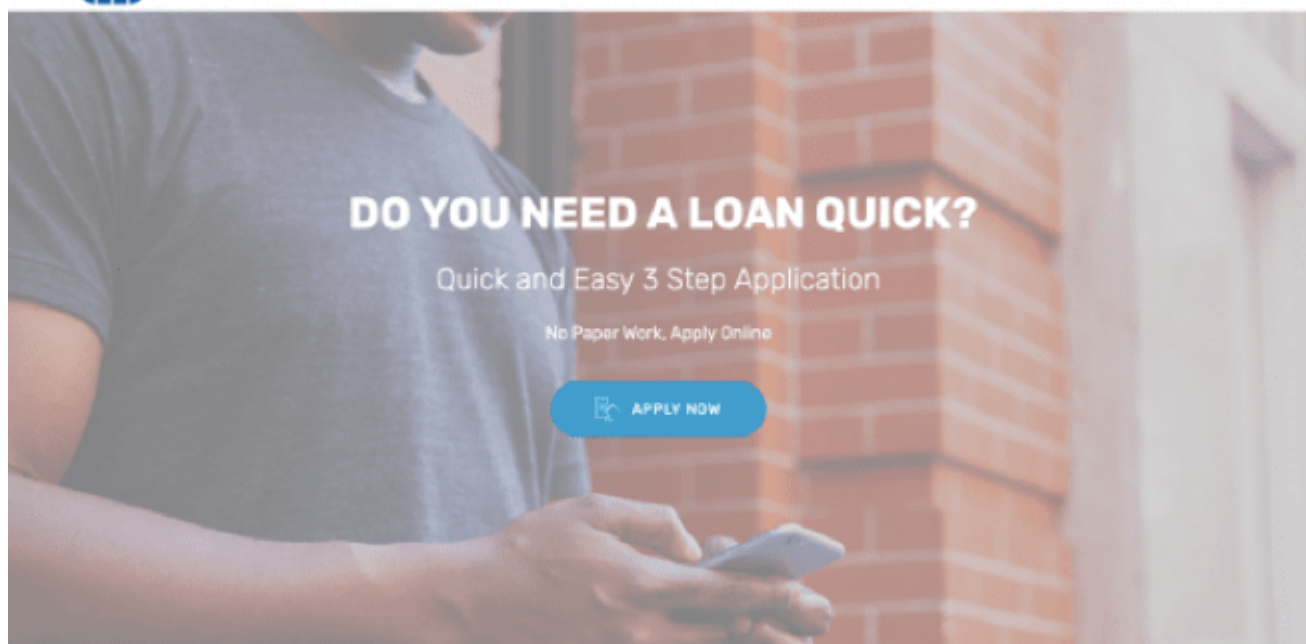 DO YOU NEED A LOAN QUICK?
Quick and Easy 3 Step Application
No Paper Work, Apply Online
APPLY NOW